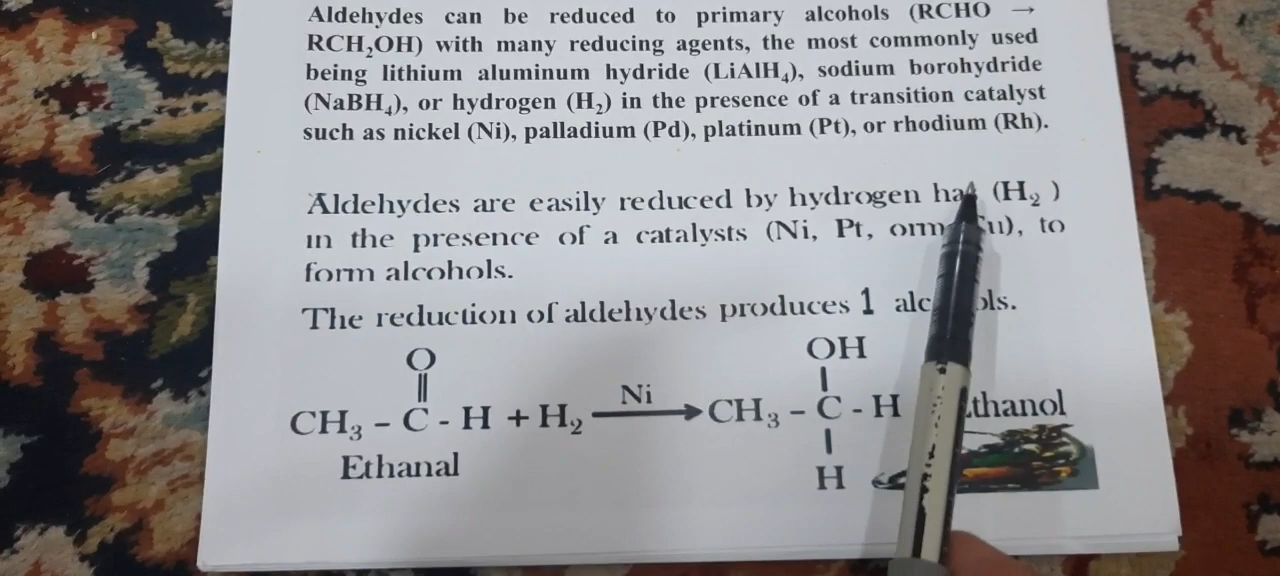 Aldehydes can be reduced to primary alcohols (RCHO →
RCH₂OH) with many reducing agents, the most commonly used
being lithium aluminum hydride (LiAlH₄), sodium borohydride
(NaBH₄), or hydrogen (H₂) in the presence of a transition catalyst
such as nickel (Ni), palladium (Pd), platinum (Pt), or rhodium (Rh).
Aldehydes are easily reduced by hydrogen (H₂ )
in the presence of a catalysts (Ni, Pt, to
form alcohols.
The reduction of aldehydes produces 1
O
OH
||
|
CH₃ – C - H + H₂ Ni → CH₃ – C - H
|
Ethanal
H